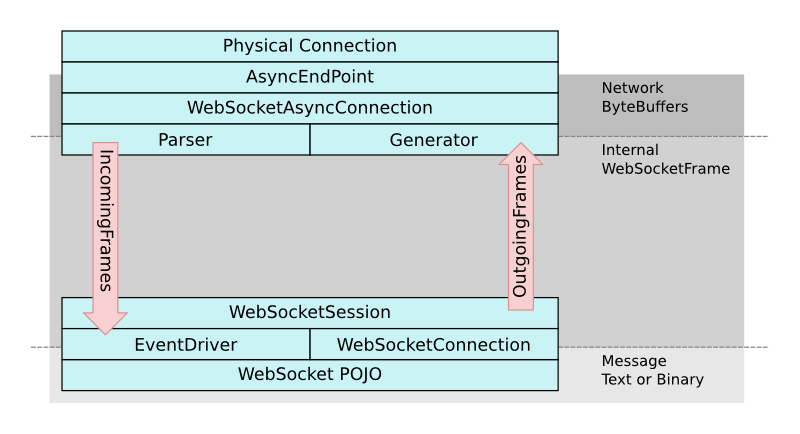 Physical Connection
AsyncEndPoint
Network
ByteBuffers
WebSocketAsyncConnection
Parser
Generator
Internal
WebSocketFrame
IncomingFrames
OutgoingFrames
WebSocketSession
EventDriver
WebSocketConnection
Message
Text or Binary
WebSocket POJO